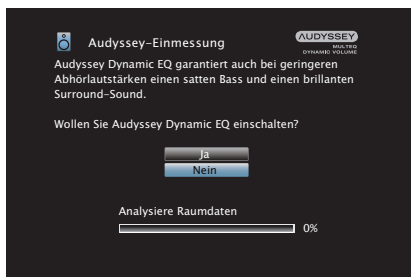 Audyssey-Einmessung
AUDYSSEY
MULTEQ
DYNAMIC VOLUME
Audyssey Dynamic EQ garantiert auch bei geringeren
Abhörlautstärken einen satten Bass und einen brillanten
Surround-Sound.
Wollen Sie Audyssey Dynamic EQ einschalten?
Ja
Nein
Analysiere Raumdaten
0%